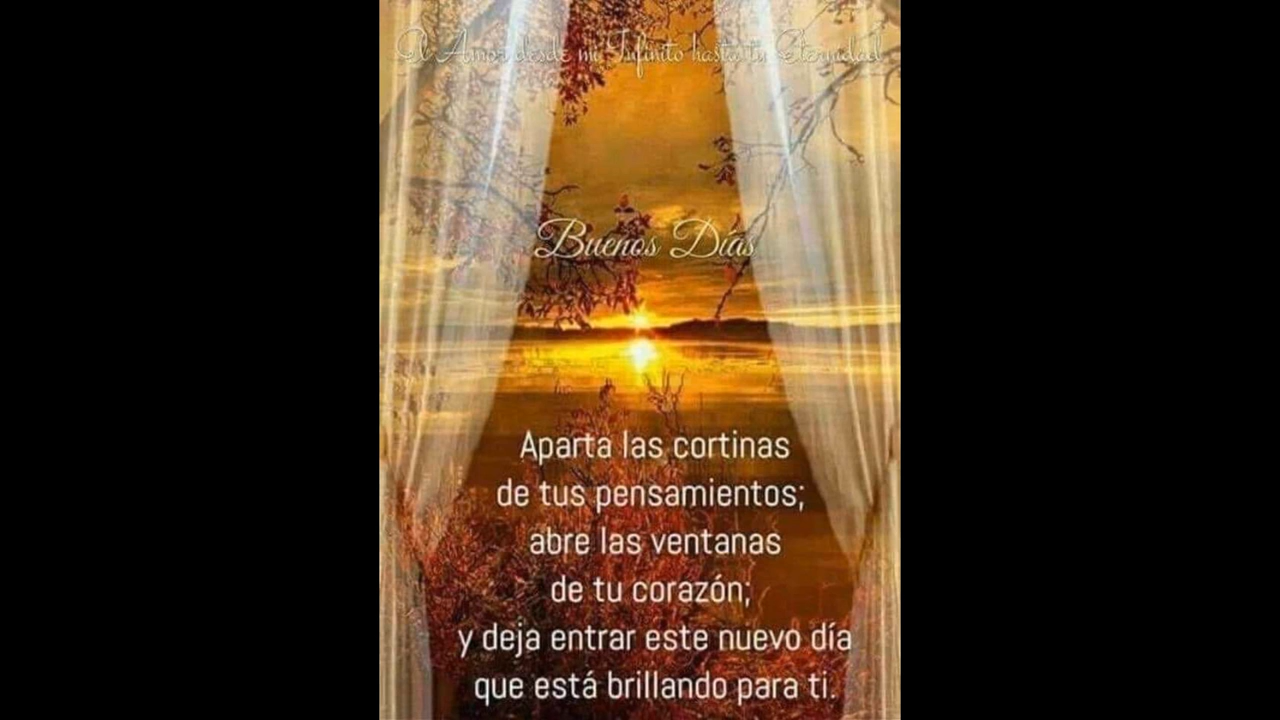 El Amor desde mi Infinito hasta tu Eternidad
Buenos Días
Aparta las cortinas
de tus pensamientos;
abre las ventanas
de tu corazón;
y deja entrar este nuevo día
que está brillando para ti.